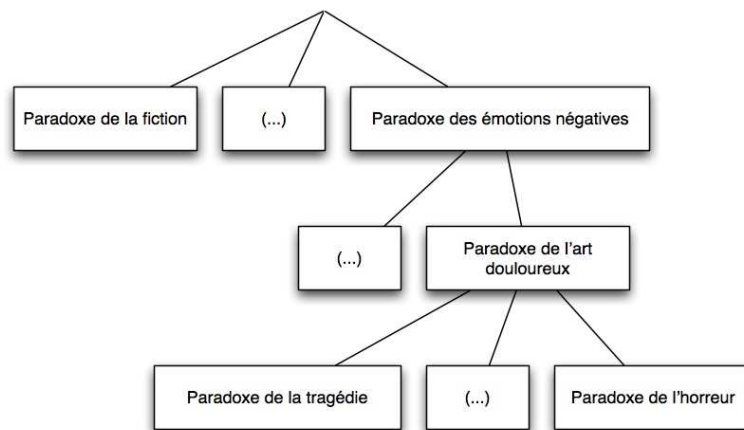 Paradoxe de la fiction
(...)
Paradoxe des émotions négatives
(...)
Paradoxe de l'art
douloureux
Paradoxe de la tragédie
(...)
Paradoxe de l'horreur